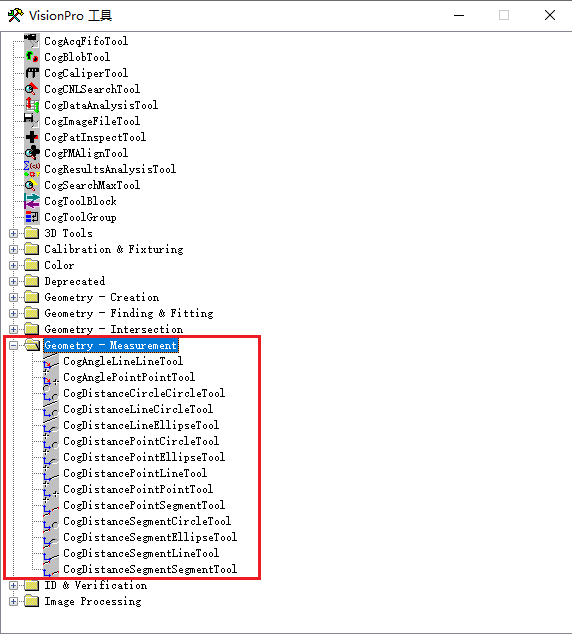 VisionPro 工具
CogAcqFifoTool
CogBlobTool
CogCaliperTool
CogCNLSearchTool
CogDataAnalysisTool
CogImageFileTool
CogPatInspectTool
CogPMAlignTool
CogResultsAnalysisTool
CogSearchMaxTool
CogToolBlock
CogToolGroup
3D Tools
Calibration & Fixturing
Color
Deprecated
Geometry - Creation
Geometry - Finding & Fitting
Geometry - Intersection
Geometry - Measurement
CogAngleLineLineTool
CogAnglePointPointTool
CogDistanceCircleCircleTool
CogDistanceLineCircleTool
CogDistanceLineEllipseTool
CogDistancePointCircleTool
CogDistancePointEllipseTool
CogDistancePointLineTool
CogDistancePointPointTool
CogDistancePointSegmentTool
CogDistanceSegmentCircleTool
CogDistanceSegmentEllipseTool
CogDistanceSegmentLineTool
CogDistanceSegmentSegmentTool
ID & Verification
Image Processing